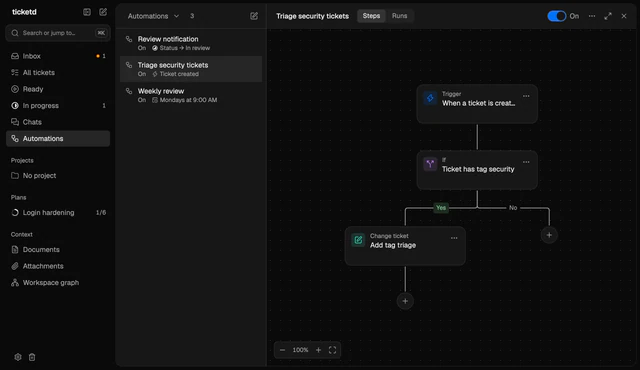 ticketd
Search or jump to... ⌘K
Inbox 1
All tickets
Ready
In progress 1
Chats
Automations
Projects
No project
Plans
Login hardening 1/6
Context
Documents
Attachments
Workspace graph
Automations 3
Review notification
On Status → In review
Triage security tickets
On Ticket created
Weekly review
On Mondays at 9:00 AM
Triage security tickets Steps Runs On
Trigger
When a ticket is creat...
If
Ticket has tag security
Yes No
Change ticket
Add tag triage
100%